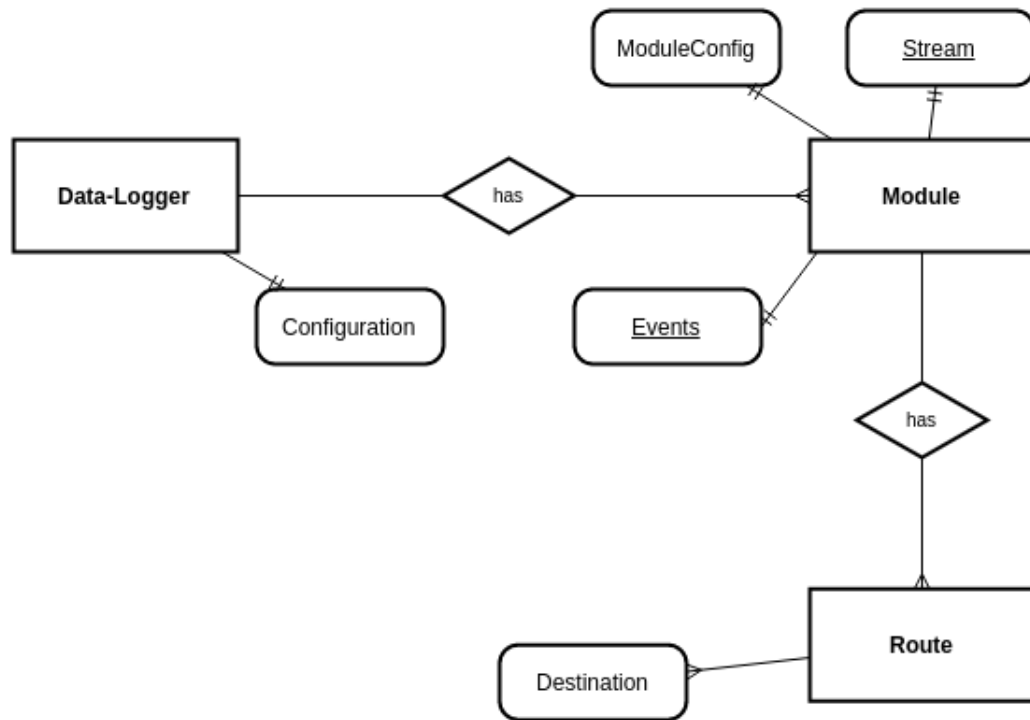 ModuleConfig
Stream
Data-Logger
has
Module
Configuration
Events
has
Route
Destination